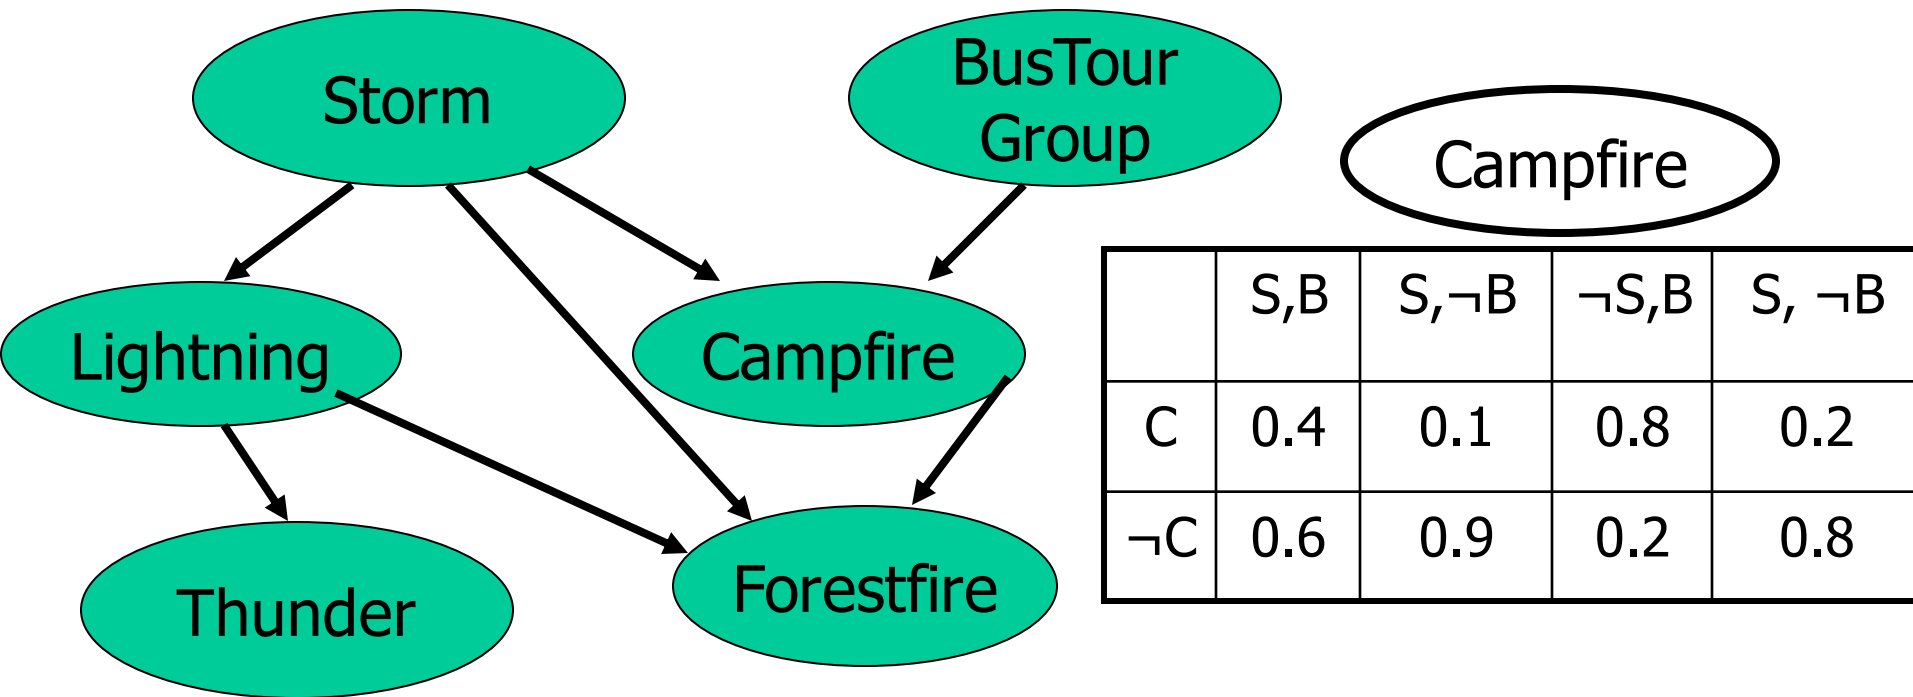 Storm
BusTour
Group
Campfire
Lightning
Campfire
Thunder
Forestfire
S,B S,¬B ¬S,B S, ¬B
C 0.4 0.1 0.8 0.2
¬C 0.6 0.9 0.2 0.8